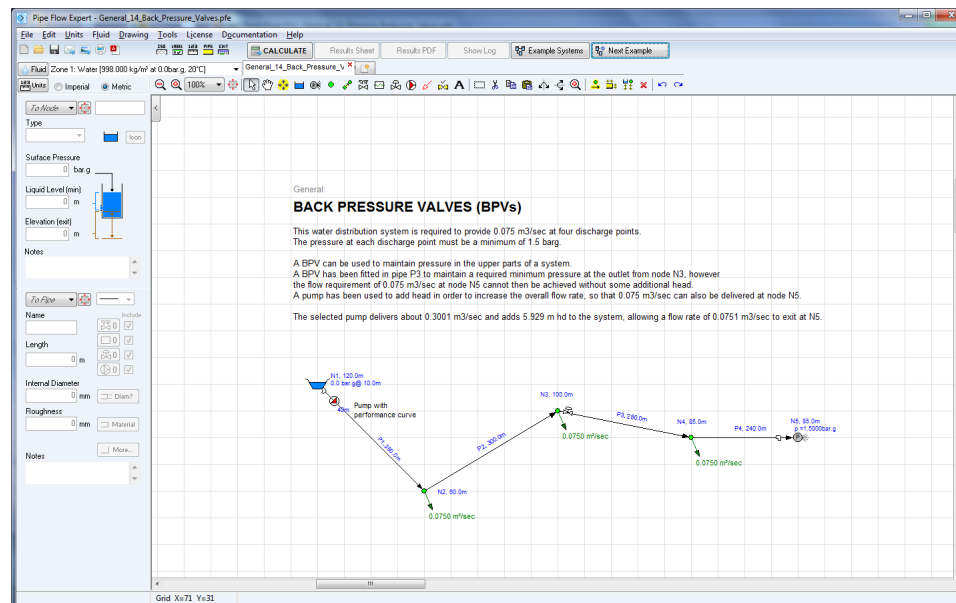 Pipe Flow Expert - General_14_Back_Pressure_Valves.pfe
File Edit Units Fluid Drawing Tools License Documentation Help
CALCULATE Results Sheet Results PDF Show Log Example Systems Next Example
Fluid Zone 1: Water [998.000 kg/m³ at 0.0bar.g, 20°C] General_14_Back_Pressure_V
Units Imperial Metric 100% A
To Node
Type
Icon
Surface Pressure
0 bar.g
Liquid Level (min)
0 m
Elevation (exit)
0 m
Notes
To Pipe
Name Include
0
Length 0
0 m 0
0
Internal Diameter
0 mm Diam?
Roughness
0 mm Material
Notes More...
General:
BACK PRESSURE VALVES (BPVs)
This water distribution system is required to provide 0.075 m3/sec at four discharge points.
The pressure at each discharge point must be a minimum of 1.5 barg.
A BPV can be used to maintain pressure in the upper parts of a system.
A BPV has been fitted in pipe P3 to maintain a required minimum pressure at the outlet from node N3, however
the flow requirement of 0.075 m3/sec at node N5 cannot then be achieved without some additional head.
A pump has been used to add head in order to increase the overall flow rate, so that 0.075 m3/sec can also be delivered at node N5.
The selected pump delivers about 0.3001 m3/sec and adds 5.929 m hd to the system, allowing a flow rate of 0.0751 m3/sec to exit at N5.
N1, 120.0m
0.0 bar.g@ 10.0m
Pump with
performance curve
N3, 100.0m
P3, 280.0m
0.0750 m³/sec
N4, 85.0m
P4, 240.0m
N5, 85.0m
p =1.5000bar.g
0.0750 m³/sec
P2, 300.0m
N2, 60.0m
0.0750 m³/sec
Grid X=71 Y=31